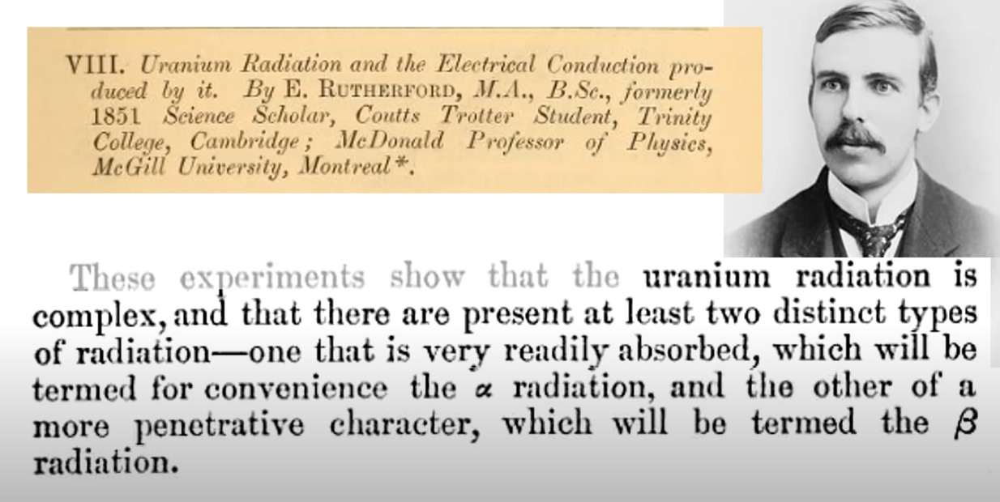 VIII. Uranium Radiation and the Electrical Conduction pro-
duced by it. By E. RUTHERFORD, M.A., B.Sc., formerly
1851 Science Scholar, Coutts Trotter Student, Trinity
College, Cambridge; McDonald Professor of Physics,
McGill University, Montreal*.
These experiments show that the uranium radiation is
complex, and that there are present at least two distinct types
of radiation—one that is very readily absorbed, which will be
termed for convenience the α radiation, and the other of a
more penetrative character, which will be termed the β
radiation.